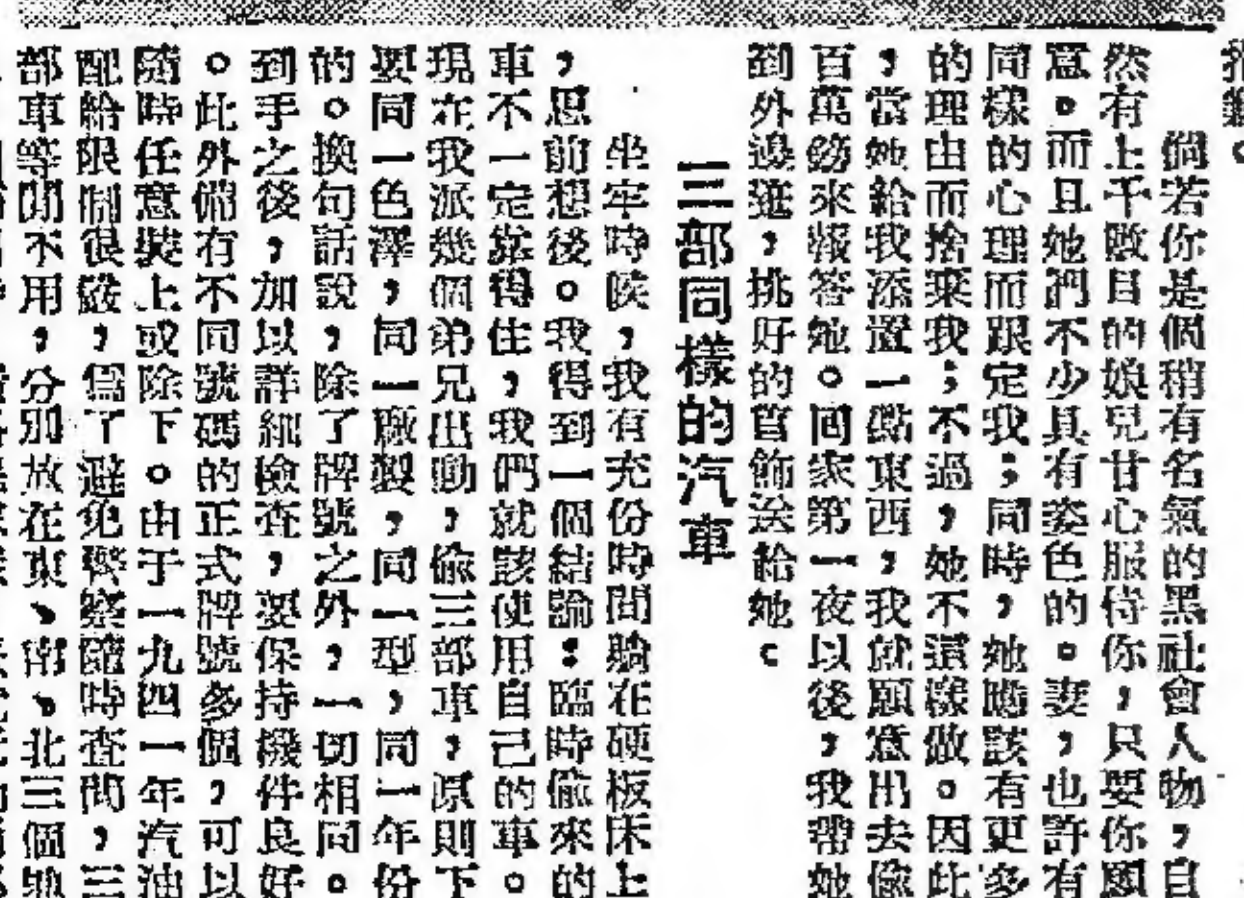 倘若你是個稍有名氣的黑社會人物，自
然有上千數目的娘兒甘心服侍你，只要你願
意。而且她們不少具有姿色的。妻，也許有
同樣的心理而跟定我；同時，她應該有更多
的理由而捨棄我；不過，她不這樣做。因此
，當她給我添置一點東西，我就願意出去偸
百萬鎊來報答她。回家第一夜以後，我帶她
到外邊逛，挑好的首飾送給她。
三部同樣的汽車
坐牢時候，我有充份時間躺在硬板床上
，思前想後。我得到一個結論：臨時偸來的
車不一定靠得住，我們就該使用自己的車。
現在我派幾個弟兄出動，偸三部車，原則下
要同一色澤，同一廠製，同一型，同一年份
的。換句話說，除了牌號之外，一切相同。
到手之後，加以詳細檢查，要保持機件良好
。此外備有不同號碼的正式牌號多個，可以
隨時任意裝上或除下。由于一九四一年汽油
配給限制很嚴，爲了避免警察隨時查問，三
部車等閒不用，分別放在東、南、北三個地